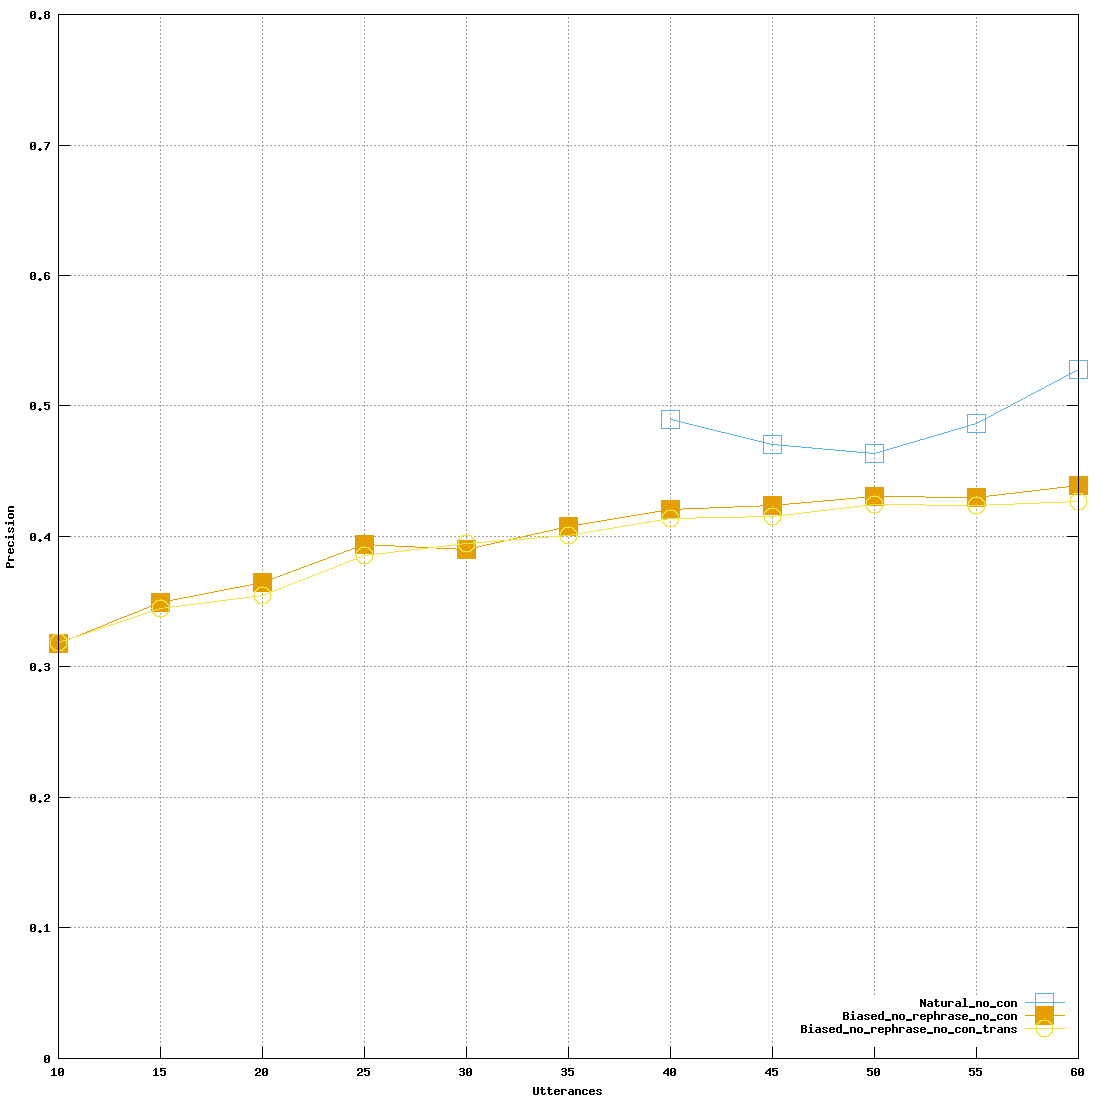 0.8
0.7
0.6
0.5
0.4
0.3
0.2
0.1
0
Precision
Natural_no_con
Biased_no_rephrase_no_con
Biased_no_rephrase_no_con_trans
10 15 20 25 30 35 40 45 50 55 60
Utterances